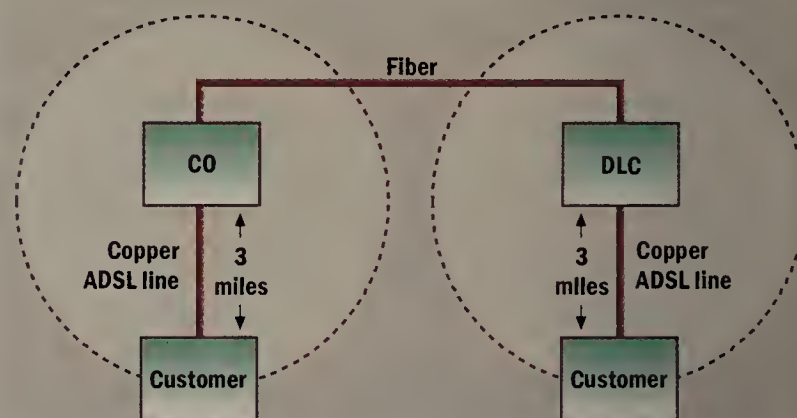 Fiber
CO
DLC
Copper
ADSL line
3
miles
3
miles
Copper
ADSL line
Customer
Customer